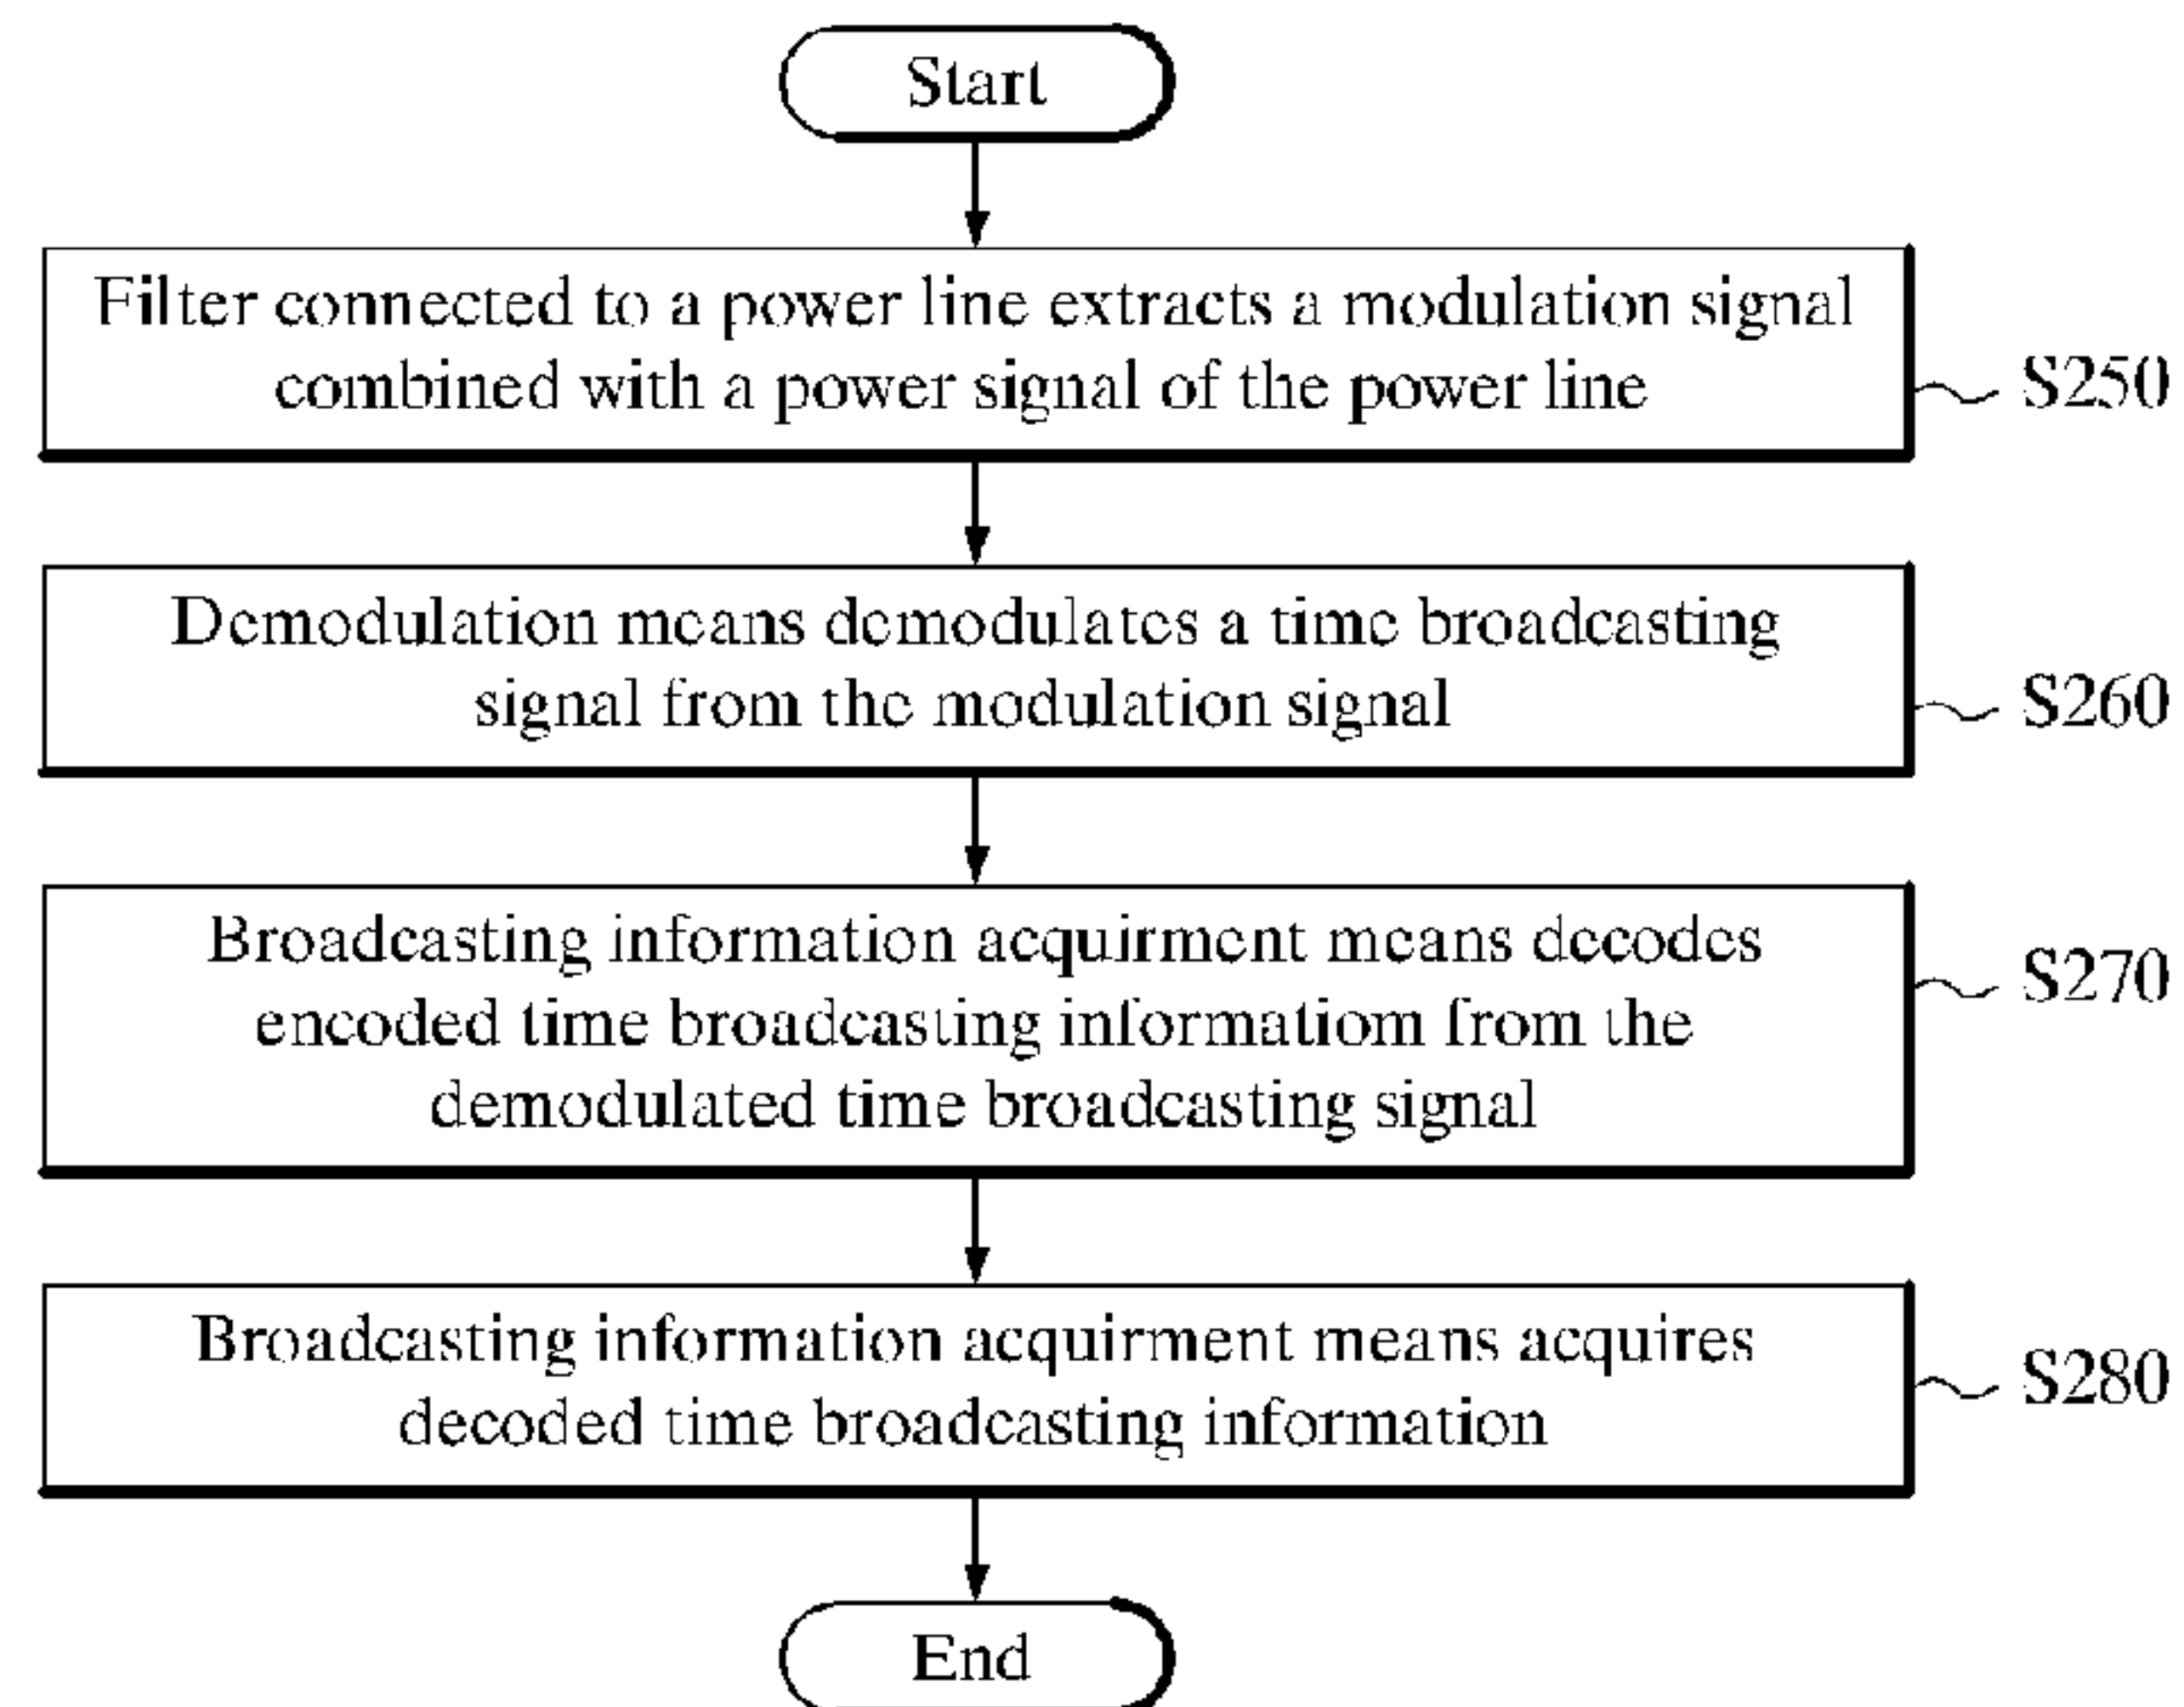 Start
Filter connected to a power line extracts a modulation signal
combined with a power signal of the power line
S250
Demodulation means demodulates a time broadcasting
signal from the modulation signal
S260
Broadcasting information acquirment means decodes
encoded time broadcasting informatiom from the
demodulated time broadcasting signal
S270
Broadcasting information acquirment means acquires
decoded time broadcasting information
S280
End